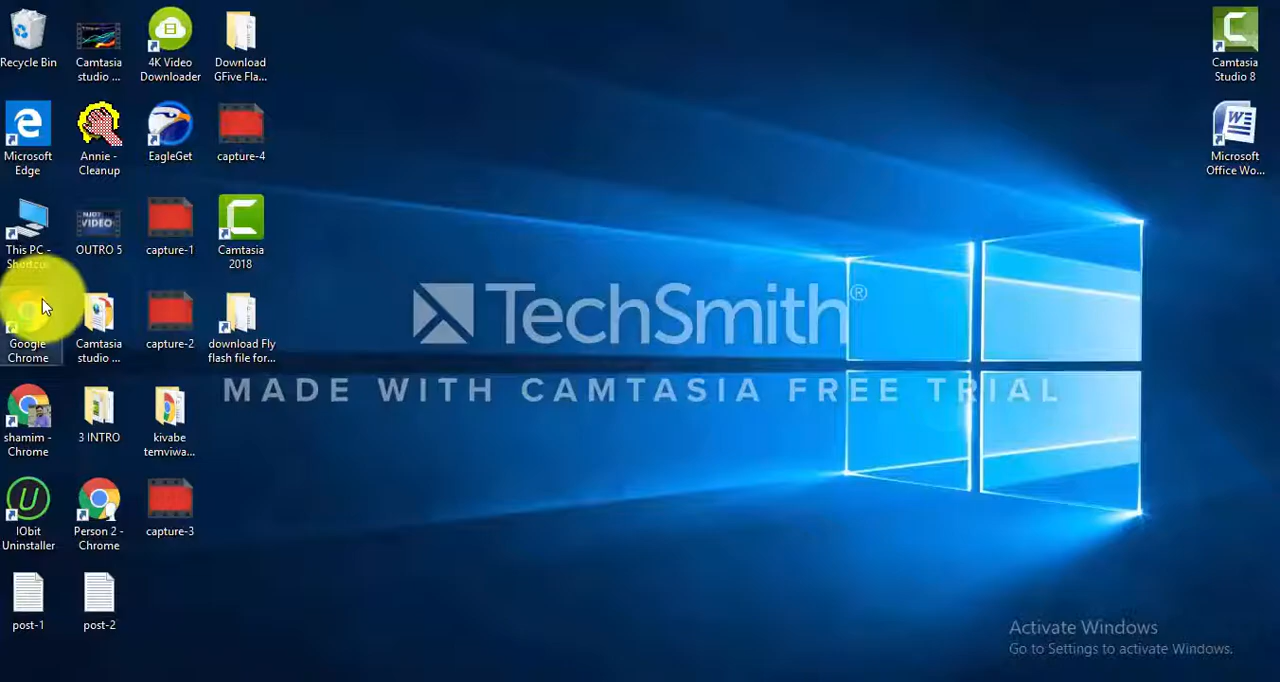 Recycle Bin
Camtasia
studio ...
4K Video
Downloader
Download
GFive Fla...
Camtasia
Studio 8
Microsoft
Edge
Annie -
Cleanup
EagleGet
capture-4
Microsoft
Office Wo...
This PC -
Shortcut
VIDEO
OUTRO 5
capture-1
Camtasia
2018
TechSmith®
MADE WITH CAMTASIA FREE TRIAL
Google
Chrome
Camtasia
studio ...
capture-2
download Fly
flash file for...
shamim -
Chrome
3 INTRO
kivabe
temviwa...
IObit
Uninstaller
Person 2 -
Chrome
capture-3
post-1
post-2
Activate Windows
Go to Settings to activate Windows.